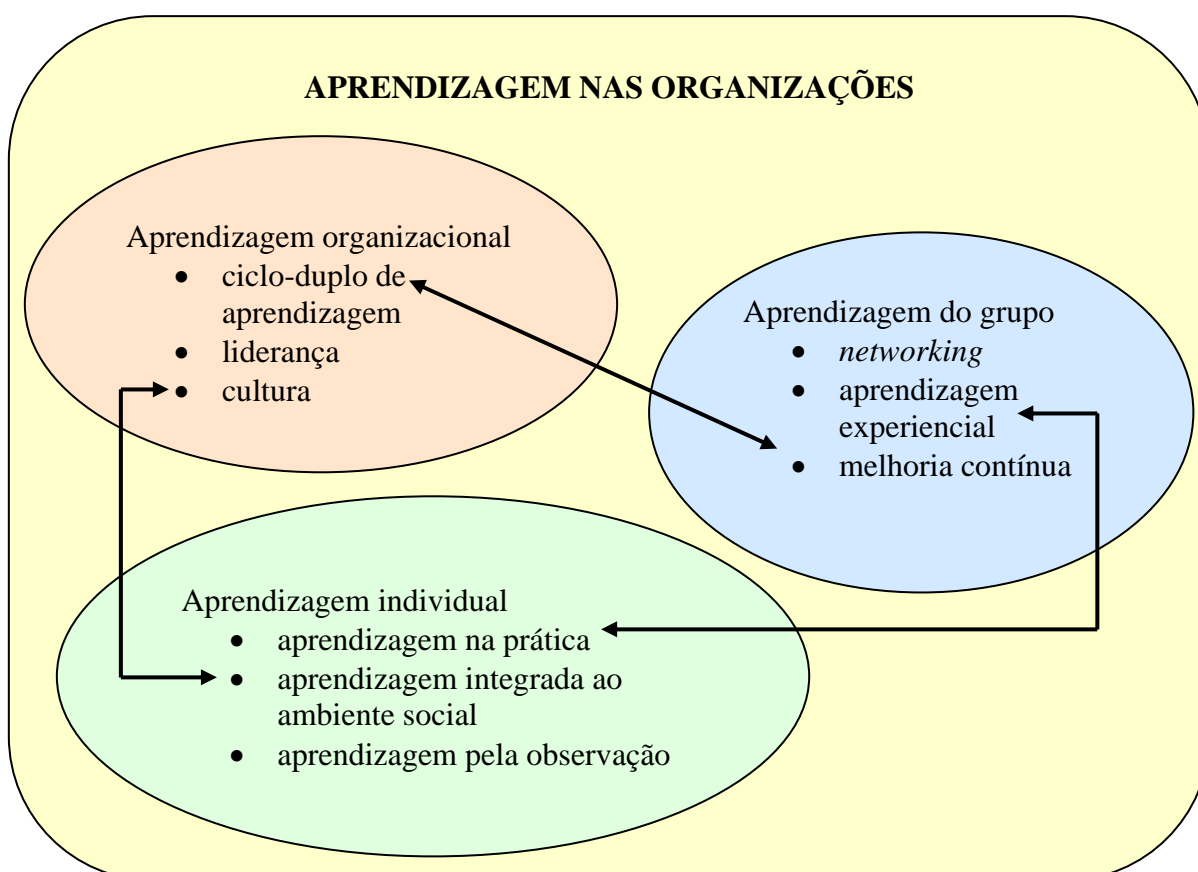 APRENDIZAGEM NAS ORGANIZAÇÕES
Aprendizagem organizacional
• ciclo-duplo de
aprendizagem
• liderança
• cultura
Aprendizagem do grupo
• networking
• aprendizagem
experiencial
• melhoria contínua
Aprendizagem individual
• aprendizagem na prática
• aprendizagem integrada ao
ambiente social
• aprendizagem pela observação